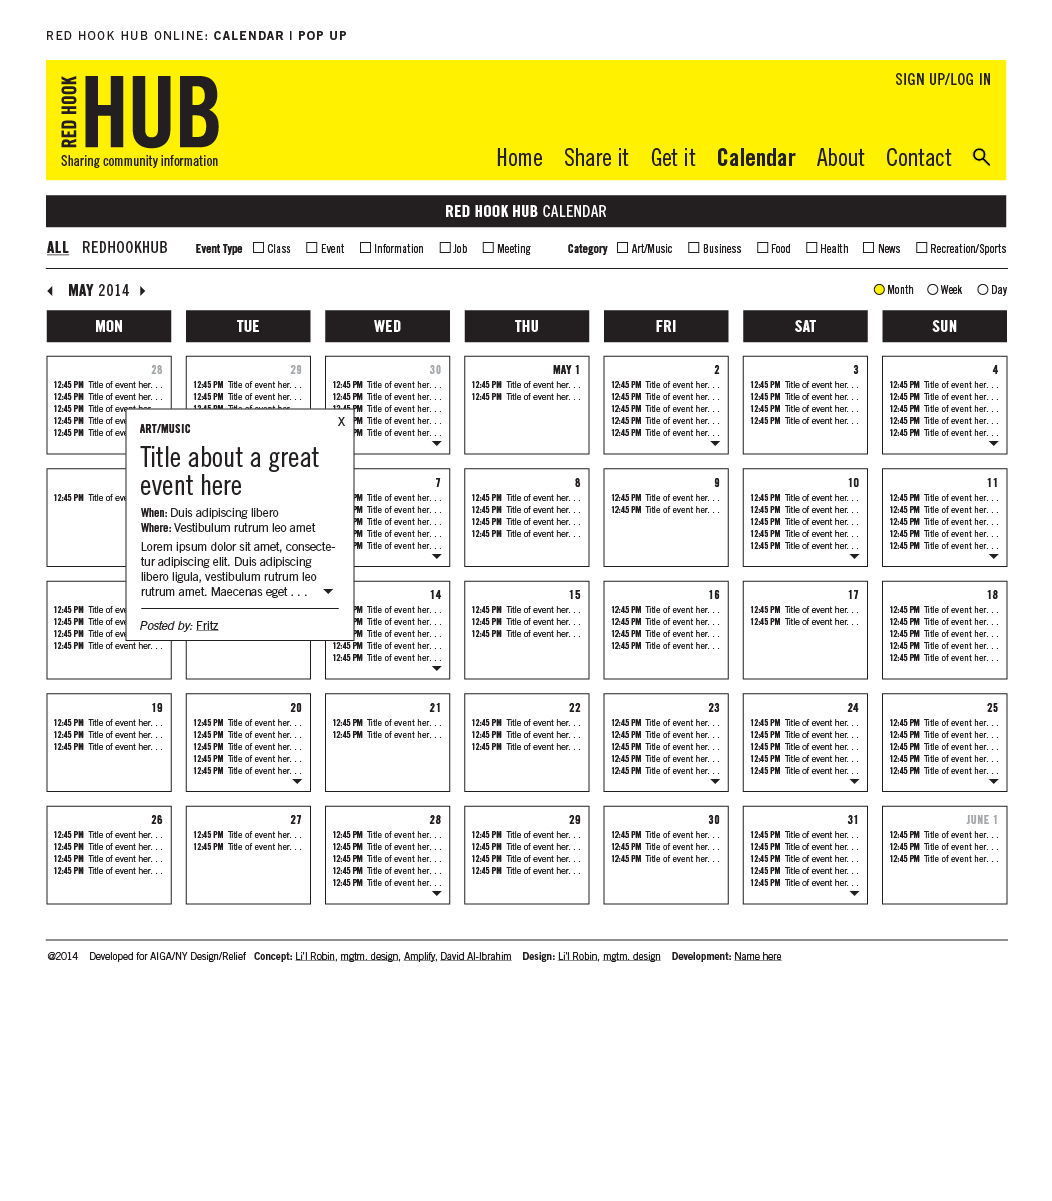 RED HOOK HUB ONLINE: CALENDAR | POP UP
SIGN UP/LOG IN
RED HOOK
HUB
Sharing community information
Home Share it Get it Calendar About Contact
RED HOOK HUB CALENDAR
ALL REDHOOKHUB Event Type Class Event Information Job Meeting Category Art/Music Business Food Health News Recreation/Sports
MAY 2014 Month Week Day
MON TUE WED THU FRI SAT SUN
28
12:45 PM Title of event her. . .
12:45 PM Title of event her. . .
12:45 PM Title of
12:45 PM Title of
12:45 PM Title of
29
12:45 PM Title of event her. . .
12:45 PM Title of event her. . .
30
12:45 PM Title of event her. . .
12:45 PM Title of event her. . .
12:45 PM Title of event her. . .
PM Title of event her. . .
PM Title of event her. . .
MAY 1
12:45 PM Title of event her. . .
12:45 PM Title of event her. . .
2
12:45 PM Title of event her. . .
12:45 PM Title of event her. . .
12:45 PM Title of event her. . .
12:45 PM Title of event her. . .
12:45 PM Title of event her. . .
3
12:45 PM Title of event her. . .
12:45 PM Title of event her. . .
12:45 PM Title of event her. . .
12:45 PM Title of event her. . .
4
12:45 PM Title of event her. . .
12:45 PM Title of event her. . .
12:45 PM Title of event her. . .
12:45 PM Title of event her. . .
12:45 PM Title of event her. . .
X
ART/MUSIC
Title about a great
event here
When: Duis adipiscing libero
Where: Vestibulum rutrum leo amet
Lorem ipsum dolor sit amet, consecte-
tur adipiscing elit. Duis adipiscing
libero ligula, vestibulum rutrum leo
rutrum amet. Maecenas eget . . .
Posted by: Fritz
12:45 PM Title of
7
PM Title of event her. . .
PM Title of event her. . .
PM Title of event her. . .
PM Title of event her. . .
PM Title of event her. . .
8
12:45 PM Title of event her. . .
12:45 PM Title of event her. . .
12:45 PM Title of event her. . .
12:45 PM Title of event her. . .
9
12:45 PM Title of event her. . .
12:45 PM Title of event her. . .
10
12:45 PM Title of event her. . .
12:45 PM Title of event her. . .
12:45 PM Title of event her. . .
12:45 PM Title of event her. . .
12:45 PM Title of event her. . .
11
12:45 PM Title of event her. . .
12:45 PM Title of event her. . .
12:45 PM Title of event her. . .
12:45 PM Title of event her. . .
12:45 PM Title of event her. . .
12:45 PM Title of
12:45 PM Title of
12:45 PM Title of
12:45 PM Title of event her. . .
14
PM Title of event her. . .
PM Title of event her. . .
PM Title of event her. . .
12:45 PM Title of event her. . .
12:45 PM Title of event her. . .
15
12:45 PM Title of event her. . .
12:45 PM Title of event her. . .
12:45 PM Title of event her. . .
16
12:45 PM Title of event her. . .
12:45 PM Title of event her. . .
12:45 PM Title of event her. . .
12:45 PM Title of event her. . .
17
12:45 PM Title of event her. . .
12:45 PM Title of event her. . .
18
12:45 PM Title of event her. . .
12:45 PM Title of event her. . .
12:45 PM Title of event her. . .
12:45 PM Title of event her. . .
12:45 PM Title of event her. . .
19
12:45 PM Title of event her. . .
12:45 PM Title of event her. . .
12:45 PM Title of event her. . .
20
12:45 PM Title of event her. . .
12:45 PM Title of event her. . .
12:45 PM Title of event her. . .
12:45 PM Title of event her. . .
12:45 PM Title of event her. . .
21
12:45 PM Title of event her. . .
12:45 PM Title of event her. . .
22
12:45 PM Title of event her. . .
12:45 PM Title of event her. . .
12:45 PM Title of event her. . .
23
12:45 PM Title of event her. . .
12:45 PM Title of event her. . .
12:45 PM Title of event her. . .
12:45 PM Title of event her. . .
12:45 PM Title of event her. . .
24
12:45 PM Title of event her. . .
12:45 PM Title of event her. . .
12:45 PM Title of event her. . .
12:45 PM Title of event her. . .
12:45 PM Title of event her. . .
25
12:45 PM Title of event her. . .
12:45 PM Title of event her. . .
12:45 PM Title of event her. . .
12:45 PM Title of event her. . .
12:45 PM Title of event her. . .
26
12:45 PM Title of event her. . .
12:45 PM Title of event her. . .
12:45 PM Title of event her. . .
12:45 PM Title of event her. . .
27
12:45 PM Title of event her. . .
12:45 PM Title of event her. . .
28
12:45 PM Title of event her. . .
12:45 PM Title of event her. . .
12:45 PM Title of event her. . .
12:45 PM Title of event her. . .
12:45 PM Title of event her. . .
29
12:45 PM Title of event her. . .
12:45 PM Title of event her. . .
12:45 PM Title of event her. . .
12:45 PM Title of event her. . .
30
12:45 PM Title of event her. . .
12:45 PM Title of event her. . .
12:45 PM Title of event her. . .
31
12:45 PM Title of event her. . .
12:45 PM Title of event her. . .
12:45 PM Title of event her. . .
12:45 PM Title of event her. . .
12:45 PM Title of event her. . .
JUNE 1
12:45 PM Title of event her. . .
12:45 PM Title of event her. . .
12:45 PM Title of event her. . .
@2014 Developed for AIGA/NY Design/Relief Concept: Li'l Robin, mgtm. design, Amplify, David Al-Ibrahim Design: Li'l Robin, mgtm. design Development: Name here